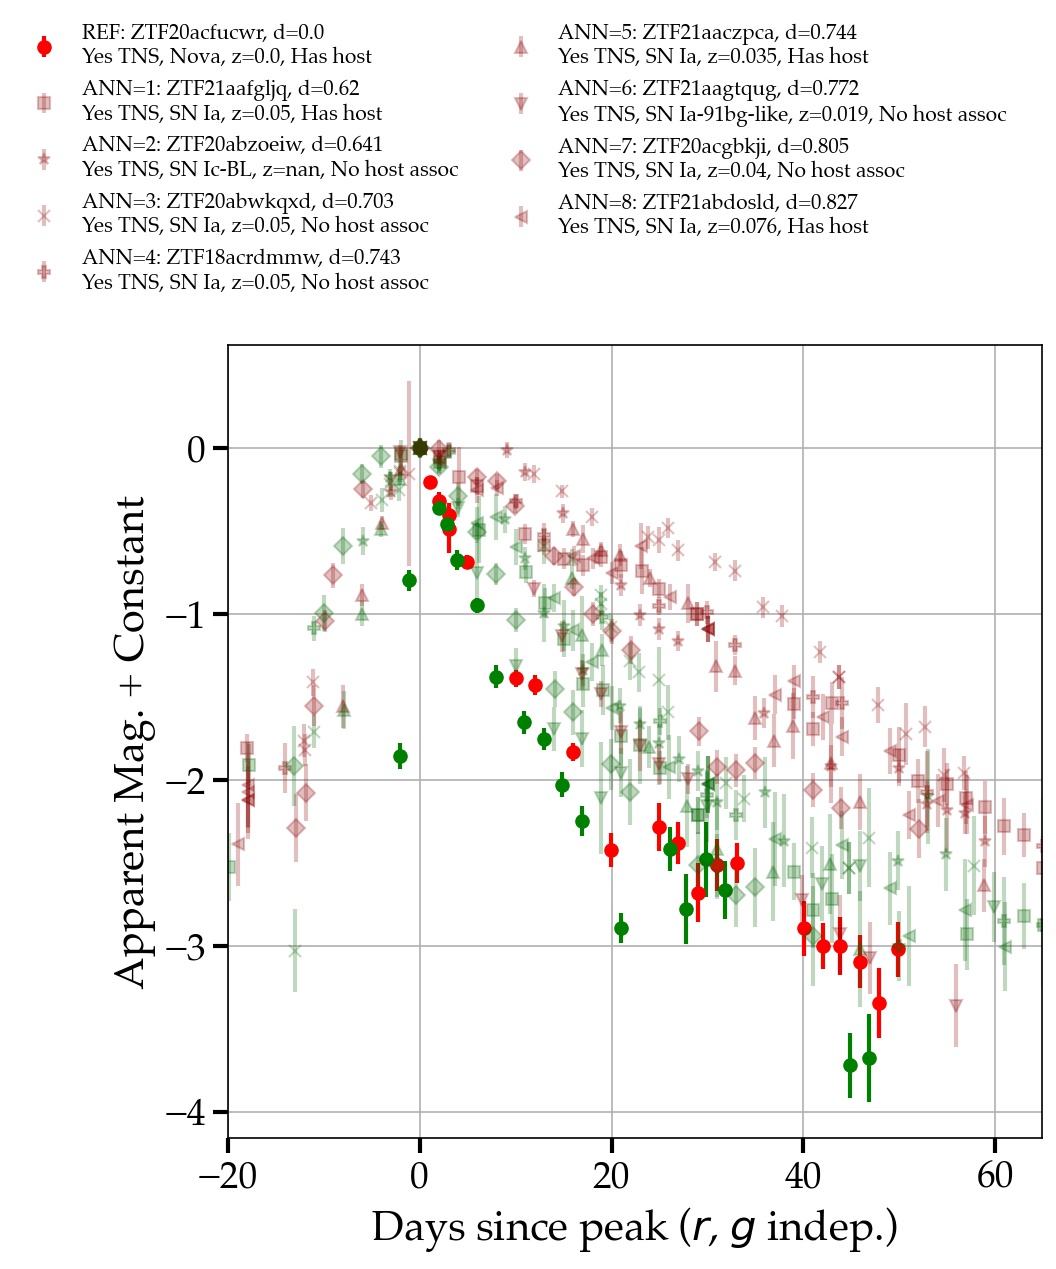 REF: ZTF20acfucwr, d=0.0
Yes TNS, Nova, z=0.0, Has host
ANN=1: ZTF21aafgljq, d=0.62
Yes TNS, SN Ia, z=0.05, Has host
ANN=2: ZTF20abzoeiw, d=0.641
Yes TNS, SN Ic-BL, z=nan, No host assoc
ANN=3: ZTF20abwkqxd, d=0.703
Yes TNS, SN Ia, z=0.05, No host assoc
ANN=4: ZTF18acrdmmw, d=0.743
Yes TNS, SN Ia, z=0.05, No host assoc
ANN=5: ZTF21aaczpca, d=0.744
Yes TNS, SN Ia, z=0.035, Has host
ANN=6: ZTF21aagtqug, d=0.772
Yes TNS, SN Ia-91bg-like, z=0.019, No host assoc
ANN=7: ZTF20acgbkji, d=0.805
Yes TNS, SN Ia, z=0.04, No host assoc
ANN=8: ZTF21abdosld, d=0.827
Yes TNS, SN Ia, z=0.076, Has host
Apparent Mag. + Constant
0
−1
−2
−3
−4
−20
0
20
40
60
Days since peak (r, g indep.)